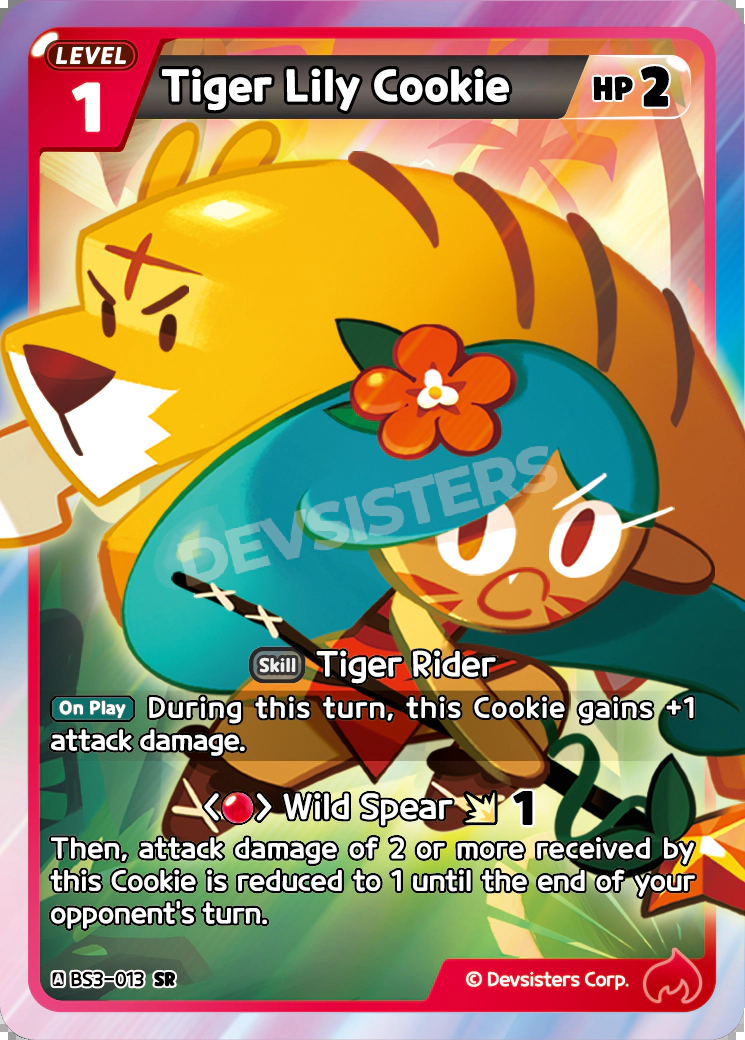 LEVEL
1
Tiger Lily Cookie
HP 2
DEVSISTERS
Skill Tiger Rider
On Play During this turn, this Cookie gains +1
attack damage.
Wild Spear 1
Then, attack damage of 2 or more received by
this Cookie is reduced to 1 until the end of your
opponent's turn.
A BS3-013 SR
© Devsisters Corp.